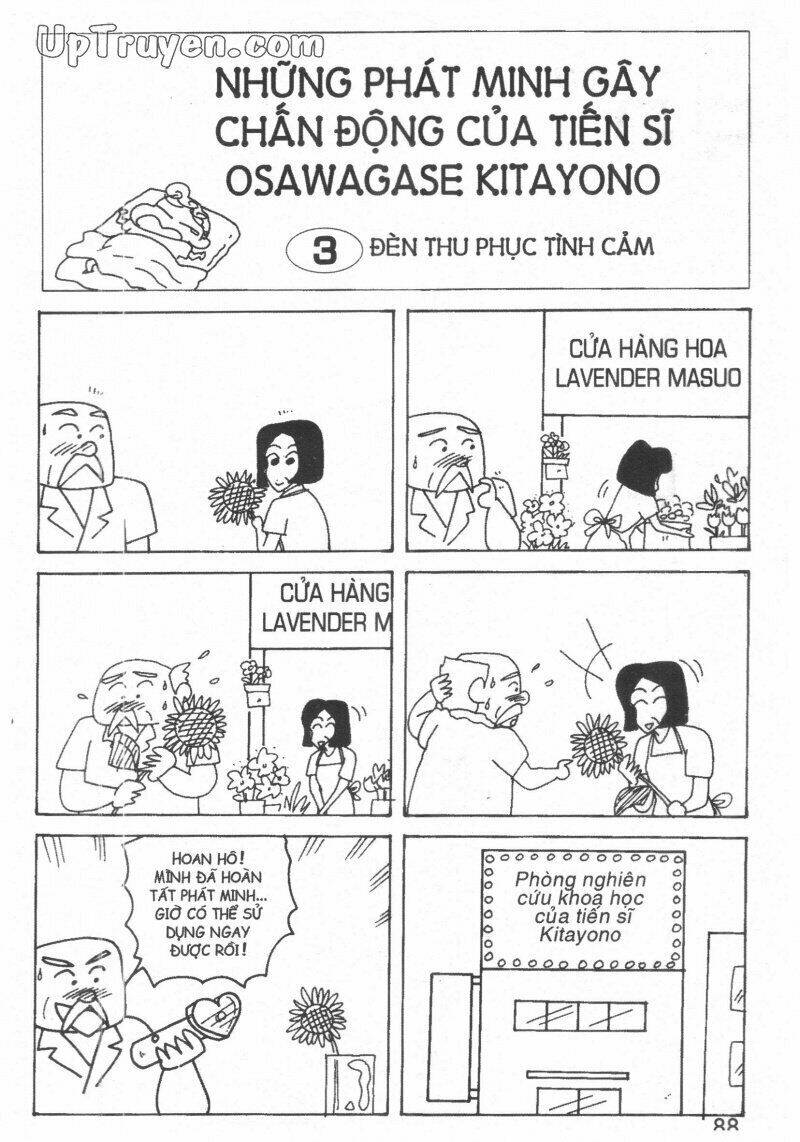 UpTruyen.com
NHỮNG PHÁT MINH GÂY
CHẤN ĐỘNG CỦA TIẾN SĨ
OSAWAGASE KITAYONO
3 ĐÈN THU PHỤC TÌNH CẢM
CỬA HÀNG HOA
LAVENDER MASUO
CỬA HÀNG
LAVENDER M
HOAN HÔ!
MÌNH ĐÃ HOÀN
TẤT PHÁT MINH...
GIỜ CÓ THỂ SỬ
DỤNG NGAY
ĐƯỢC RỒI!
Phòng nghiên
cứu khoa học
của tiến sĩ
Kitayono
88